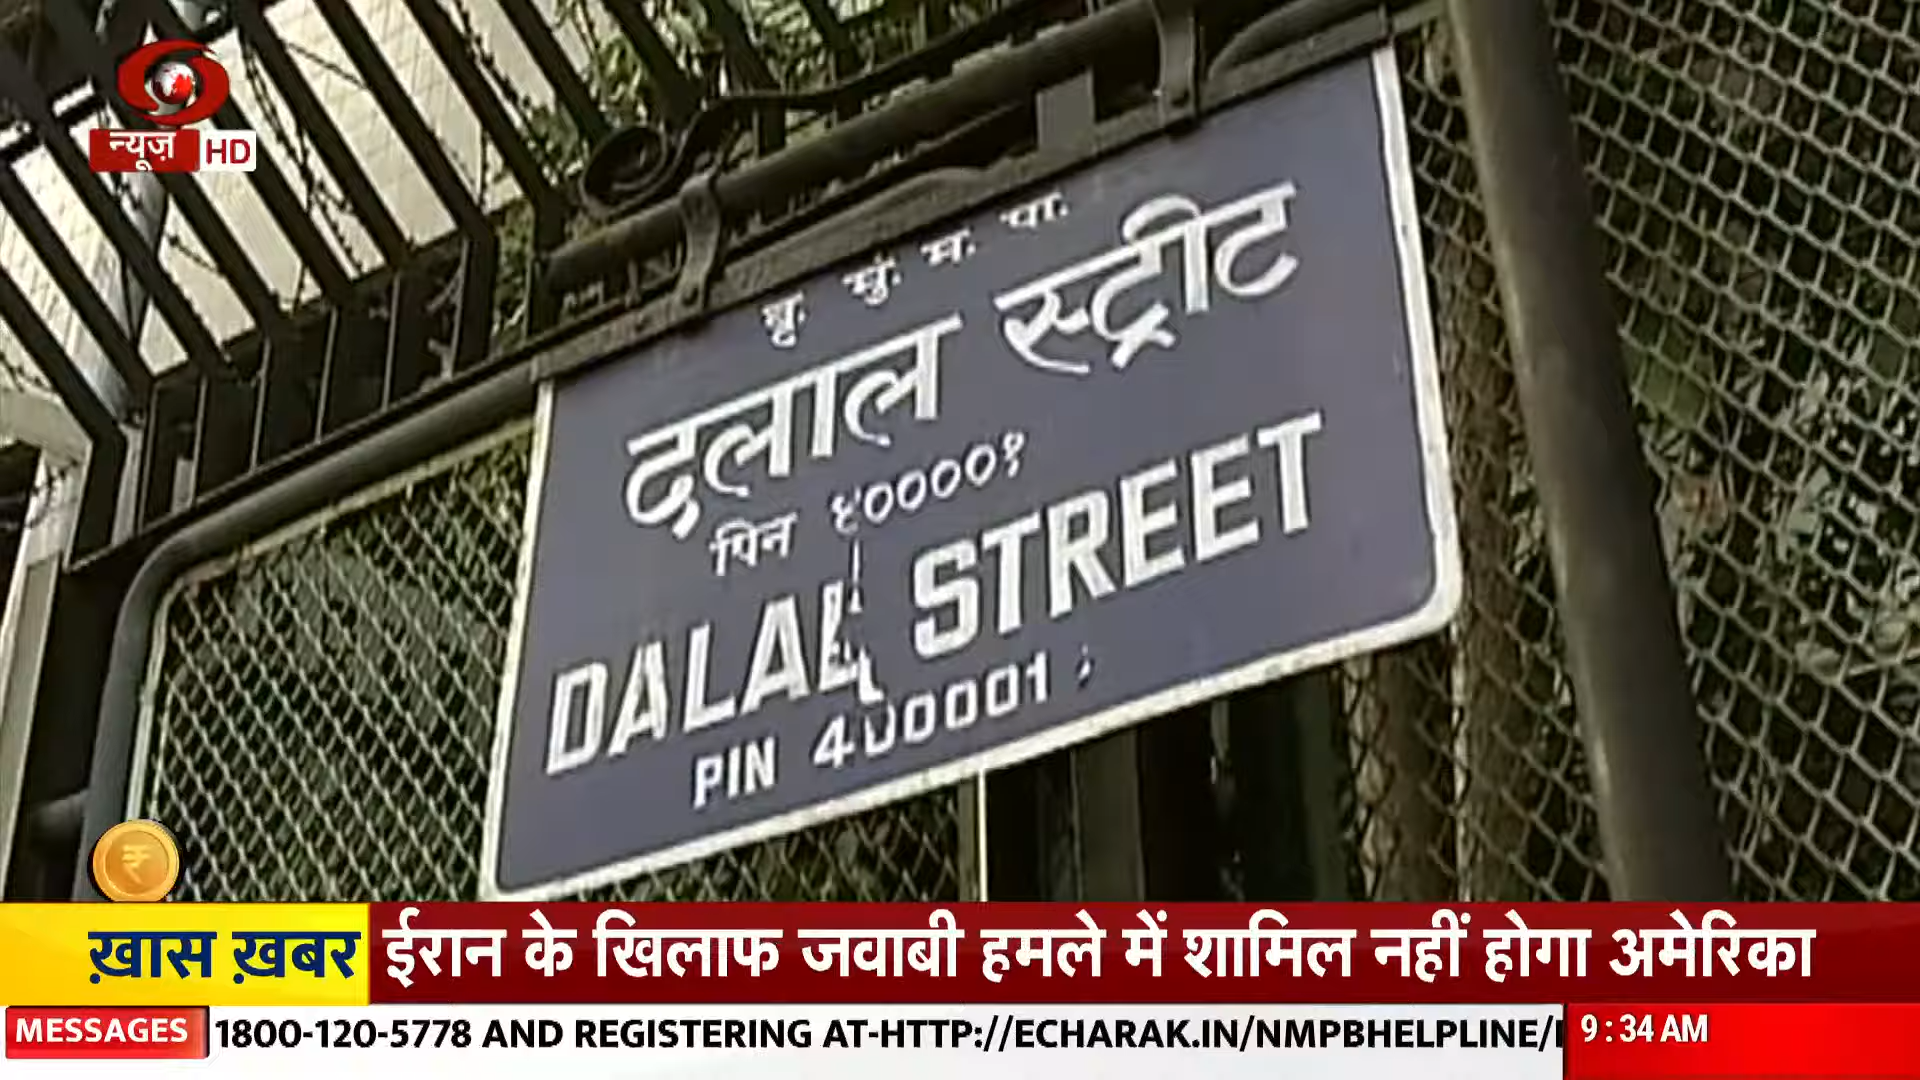 न्यूज़ HD
बृ. मुं. म. पा.
दलाल स्ट्रीट
पिन ४००००१
DALAL STREET
PIN 400001
ख़ास ख़बर
ईरान के खिलाफ जवाबी हमले में शामिल नहीं होगा अमेरिका
MESSAGES
1800-120-5778 AND REGISTERING AT-HTTP://ECHARAK.IN/NMPBHELPLINE/
9:34 AM